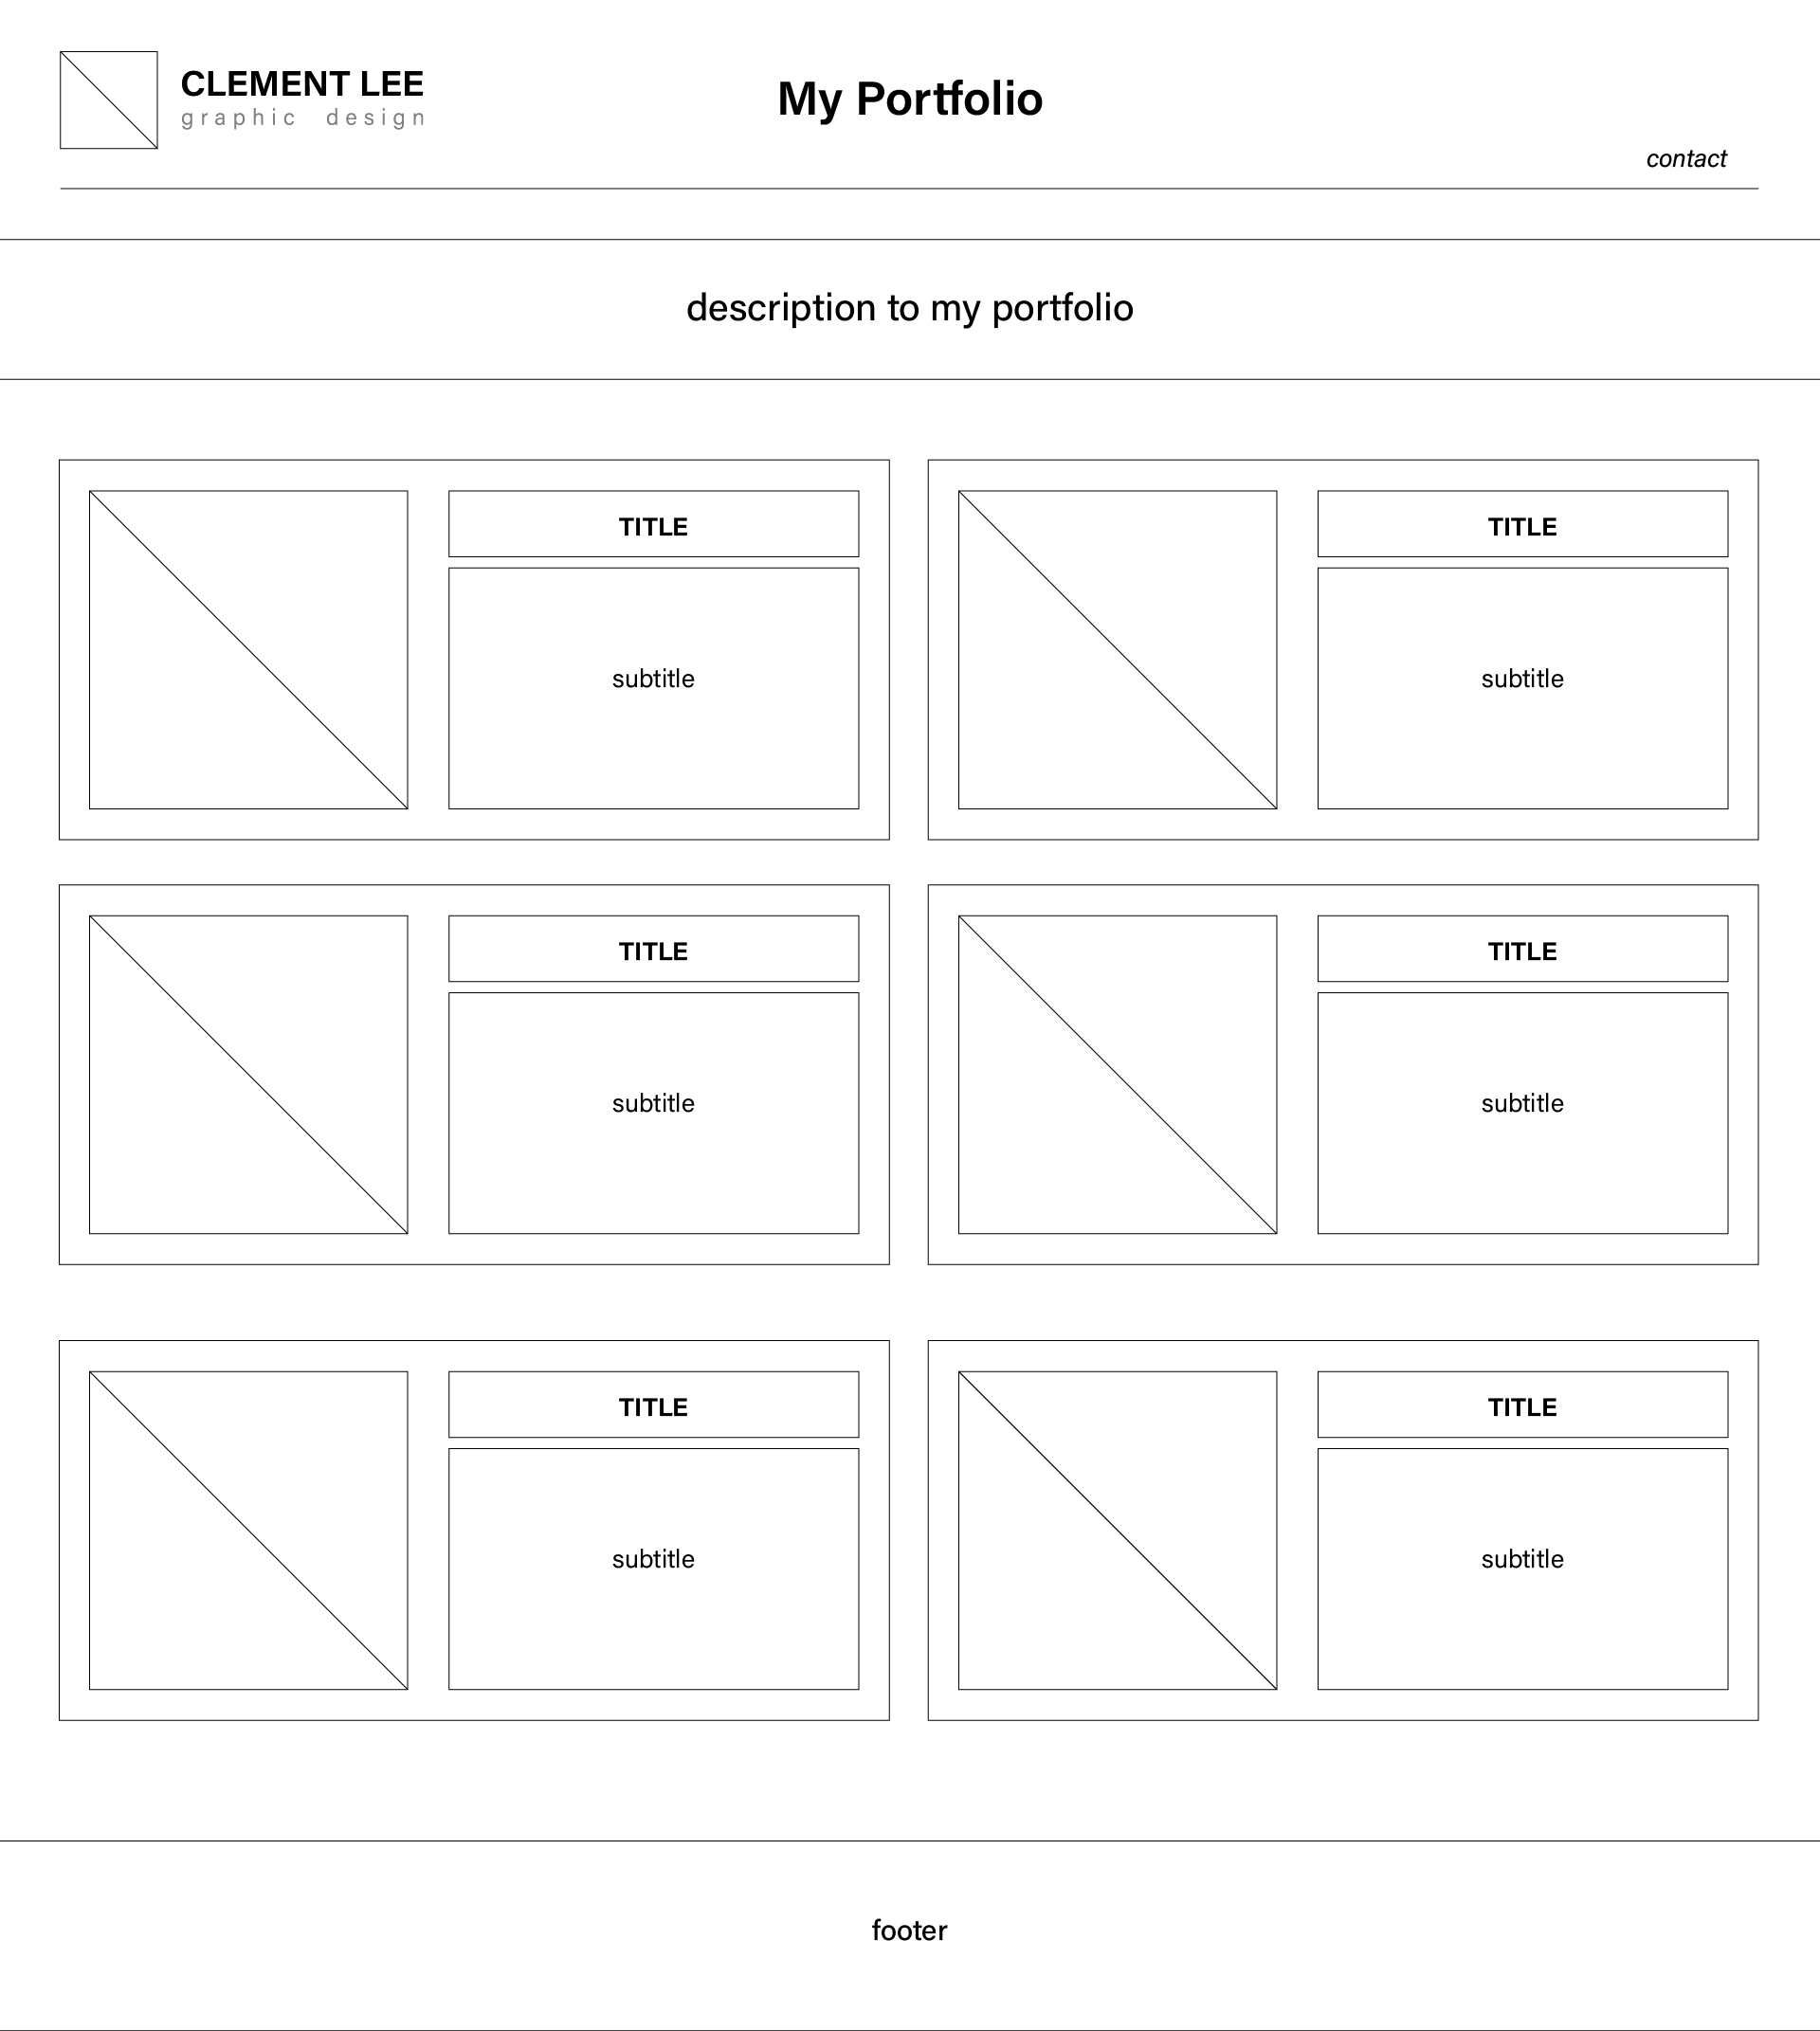 CLEMENT LEE
graphic design
My Portfolio
contact
description to my portfolio
TITLE
subtitle
TITLE
subtitle
TITLE
subtitle
TITLE
subtitle
TITLE
subtitle
TITLE
subtitle
footer